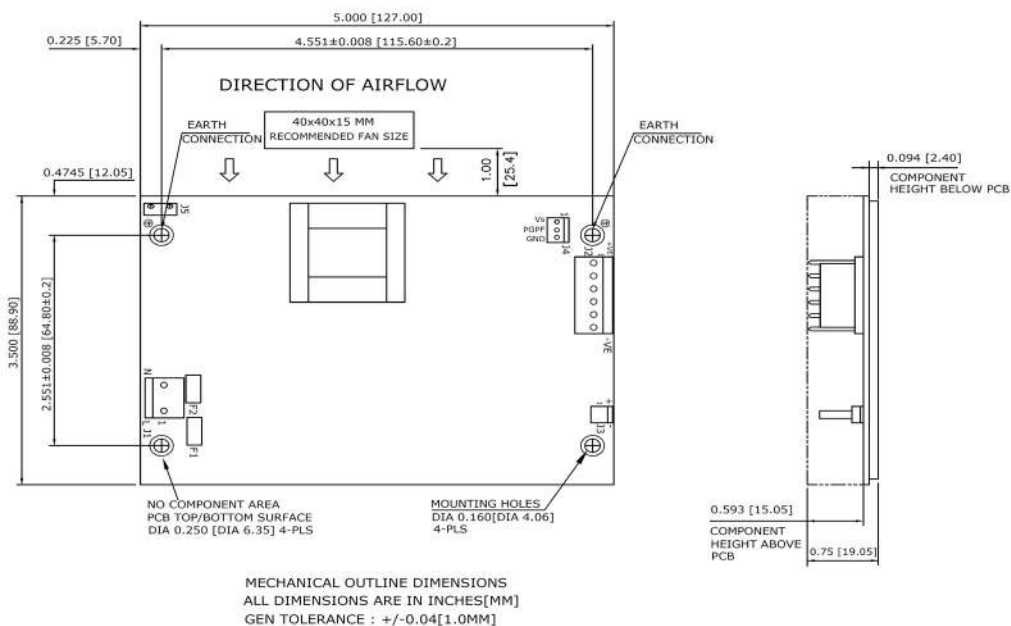 5.000 [127.00]
0.225 [5.70]
4.551±0.008 [115.60±0.2]
DIRECTION OF AIRFLOW
40x40x15 MM
RECOMMENDED FAN SIZE
EARTH
CONNECTION
EARTH
CONNECTION
1.00
[25.4]
0.094 [2.40]
COMPONENT
HEIGHT BELOW PCB
0.4745 [12.05]
J5
Vs
PGPF
GND
1
J4
J2
1
+VE
-VE
3.500 [88.90]
2.551±0.008 [64.80±0.2]
N
L
J1
1
F2
F1
1
+
-
J3
NO COMPONENT AREA
PCB TOP/BOTTOM SURFACE
DIA 0.250 [DIA 6.35] 4-PLS
MOUNTING HOLES
DIA 0.160[DIA 4.06]
4-PLS
0.593 [15.05]
COMPONENT
HEIGHT ABOVE
PCB
0.75 [19.05]
MECHANICAL OUTLINE DIMENSIONS
ALL DIMENSIONS ARE IN INCHES[MM]
GEN TOLERANCE : +/-0.04[1.0MM]